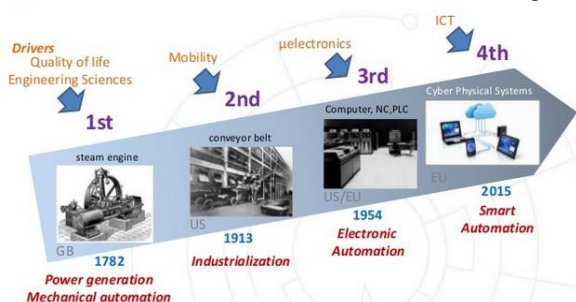 Drivers
Quality of life
Engineering Sciences
1st
steam engine
GB
1782
Power generation
Mechanical automation
Mobility
2nd
conveyor belt
US
1913
Industrialization
µelectronics
3rd
Computer, NC,PLC
US/EU
1954
Electronic
Automation
ICT
4th
Cyber Physical Systems
EU
2015
Smart
Automation